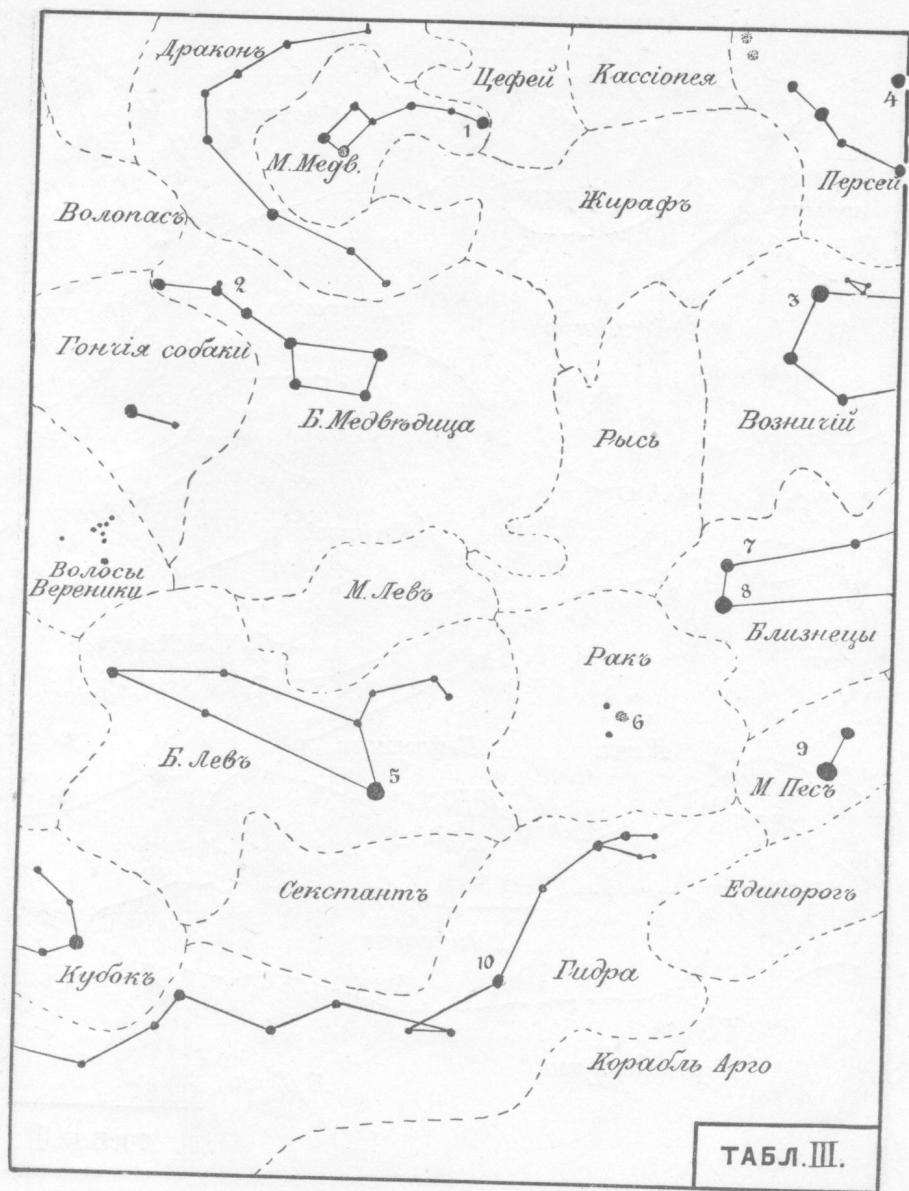 Драконъ
Цефей
Кассіопея
4
1
М. Медв.
Персей
Жирафъ
Волопасъ
2
3
Гончія собаки
Б. Медвѣдица
Рысь
Возничій
7
Волосы
Вереники
М. Левъ
8
Близнецы
Ракъ
6
Б. Левъ
5
9
М Песъ
Секстантъ
Единорогъ
Кубокъ
10
Гидра
Корабль Арго
ТАБЛ. III.